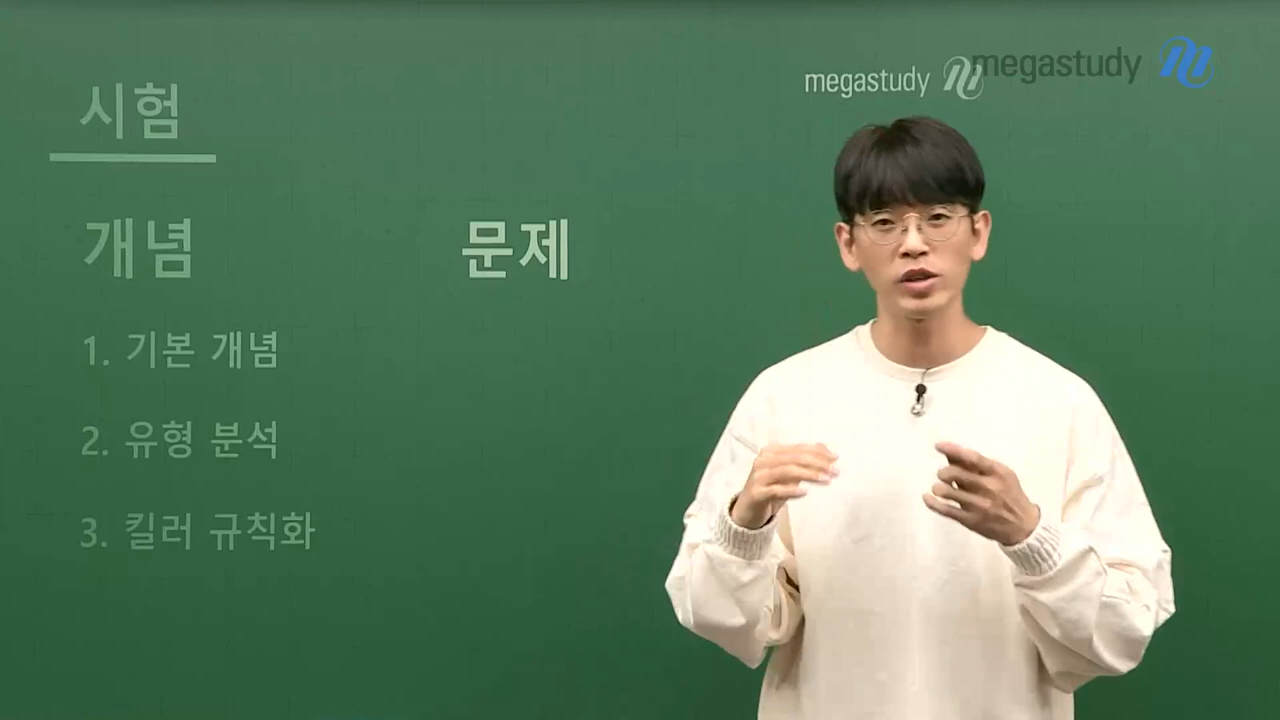 megastudy megastudy
시험
개념 문제
1. 기본 개념
2. 유형 분석
3. 킬러 규칙화